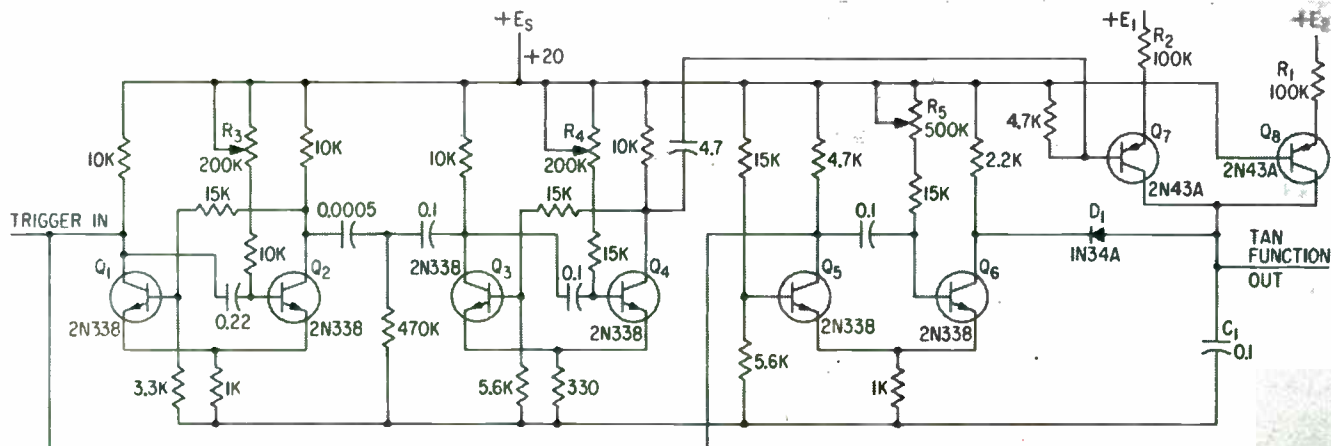 +E_S
+20
+E_1
R_2
100K
R_1
100K
10K
R_3
200K
10K
10K
R_4
200K
10K
4.7
15K
4.7K
R_5
500K
2.2K
4.7K
Q_7
2N43A
Q_8
2N43A
15K
15K
15K
TRIGGER IN
10K
0.0005
0.1
15K
0.1
D_1
1N34A
TAN
FUNCTION
OUT
Q_1
Q_2
2N338
Q_3
0.1
Q_4
Q_5
Q_6
2N338
0.22
2N338
470K
2N338
2N338
2N338
C_1
0.1
3.3K
1K
5.6K
330
5.6K
1K